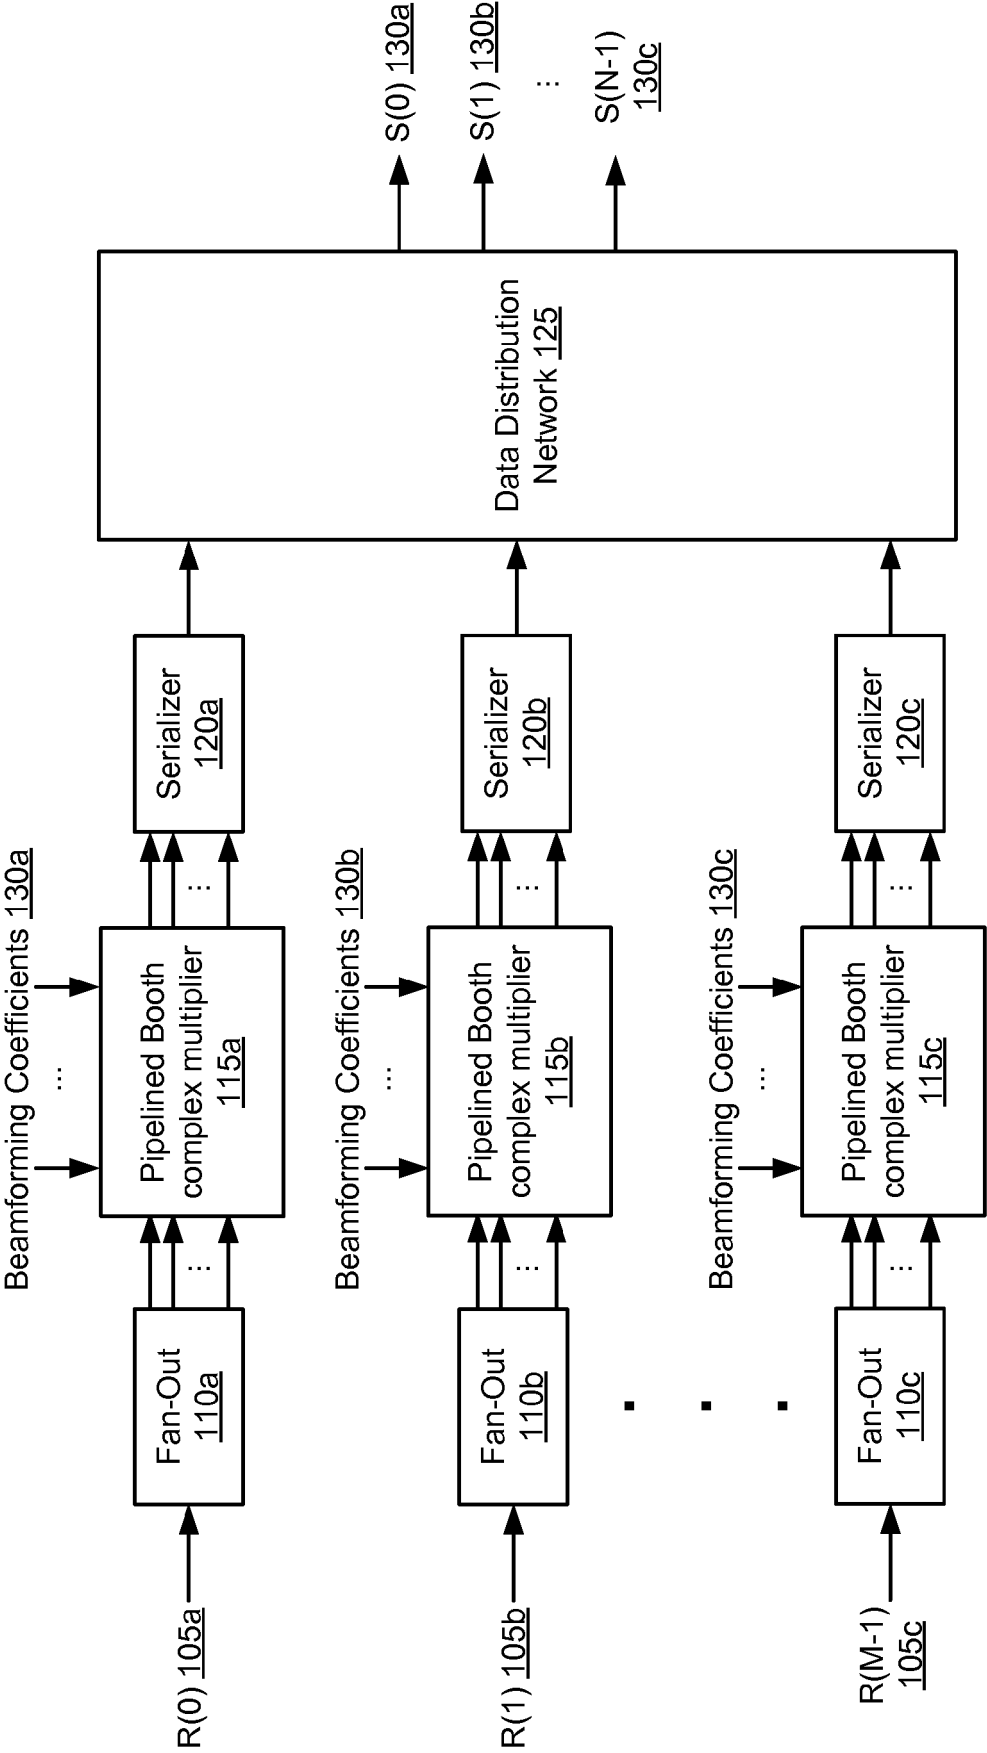 R(0) 105a
Fan-Out
110a
...
Beamforming Coefficients 130a
...
Pipelined Booth
complex multiplier
115a
...
Serializer
120a
R(1) 105b
Fan-Out
110b
...
Beamforming Coefficients 130b
...
Pipelined Booth
complex multiplier
115b
...
Serializer
120b
R(M-1)
105c
Fan-Out
110c
...
Beamforming Coefficients 130c
...
Pipelined Booth
complex multiplier
115c
...
Serializer
120c
Data Distribution
Network 125
S(0) 130a
S(1) 130b
...
S(N-1)
130c